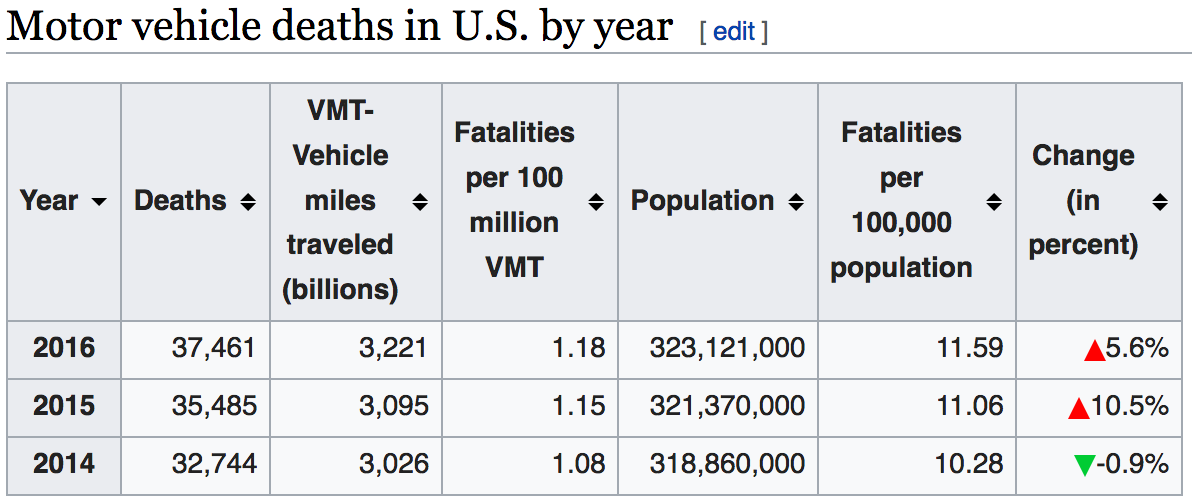 Motor vehicle deaths in U.S. by year [ edit ]
Year Deaths VMT-Vehicle miles traveled (billions) Fatalities per 100 million VMT Population Fatalities per 100,000 population Change (in percent)
2016 37,461 3,221 1.18 323,121,000 11.59 ▲5.6%
2015 35,485 3,095 1.15 321,370,000 11.06 ▲10.5%
2014 32,744 3,026 1.08 318,860,000 10.28 ▼-0.9%